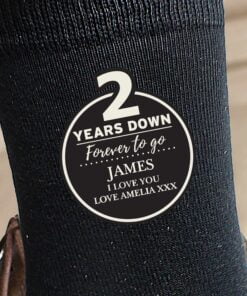 2
YEARS DOWN
Forever to go
JAMES
I LOVE YOU
LOVE AMELIA XXX